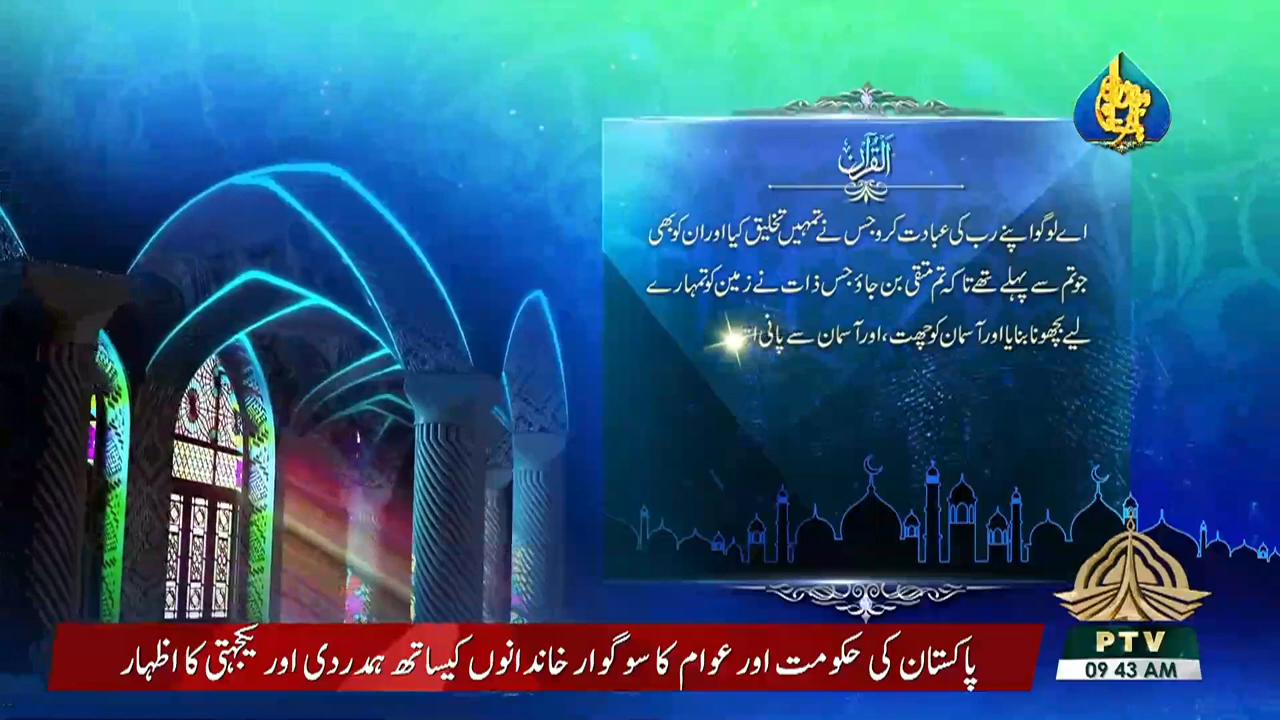 اَلْقُرْآن
اے لوگو اپنے رب کی عبادت کرو جس نے تمہیں تخلیق کیا اور ان کو بھی
جو تم سے پہلے تھے تاکہ تم متقی بن جاؤ جس ذات نے زمین کو تمہارے
لیے بچھونا بنایا اور آسمان کو چھت ، اور آسمان سے پانی
پاکستان کی حکومت اور عوام کا سوگوار خاندانوں کیساتھ ہمدردی اور یکجہتی کا اظہار
PTV
09 43 AM